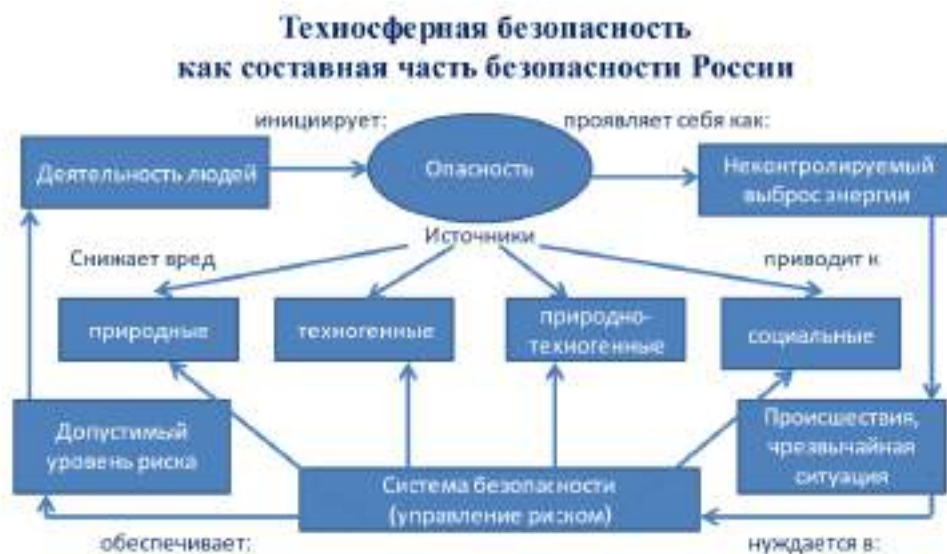 Техносферная безопасность
как составная часть безопасности России
инициирует:
проявляет себя как:
Деятельность людей
Опасность
Неконтролируемый
выброс энергии
Источники
Снижает вред
приводит к
природные
техногенные
природно-
техногенные
социальные
Допустимый
уровень риска
Происшествия,
чрезвычайная
ситуация
Система безопасности
(управление риском)
обеспечивает:
нуждается в: